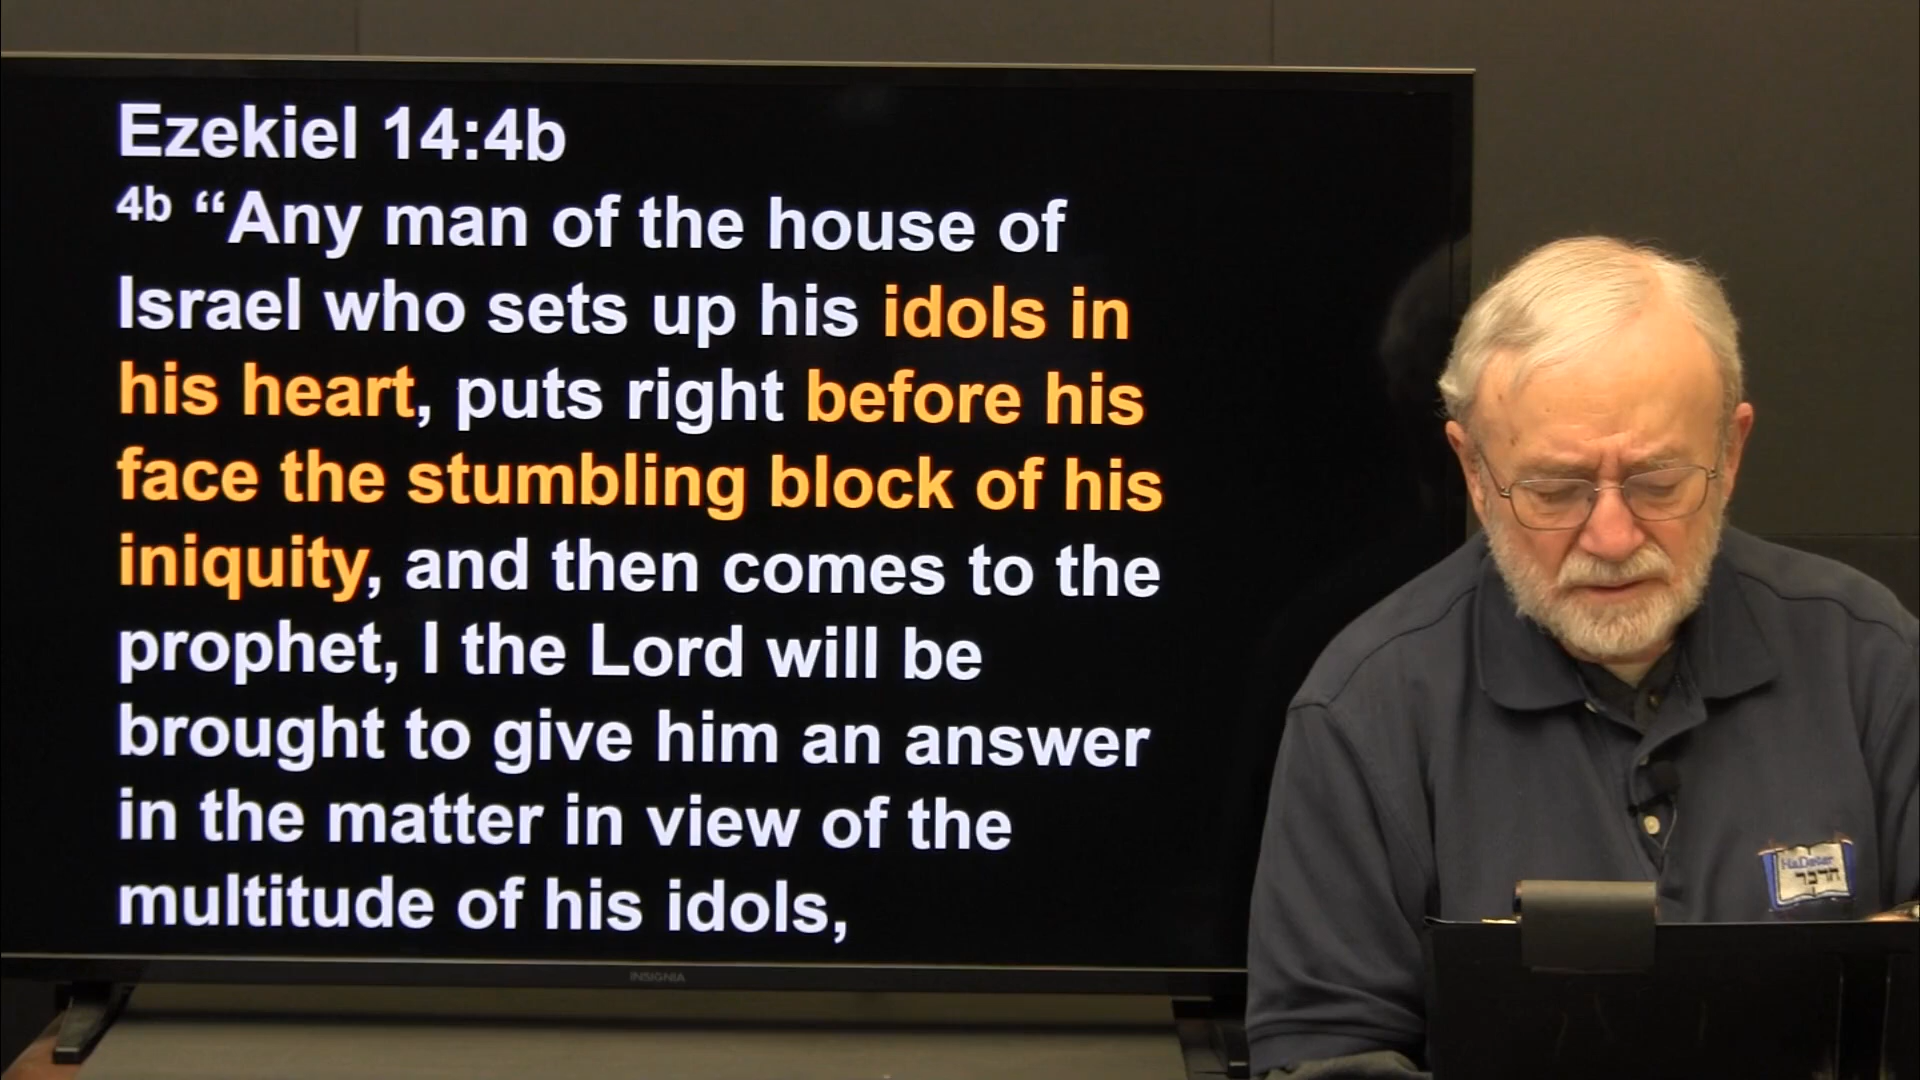 Ezekiel 14:4b
4b “Any man of the house of
Israel who sets up his idols in
his heart, puts right before his
face the stumbling block of his
iniquity, and then comes to the
prophet, I the Lord will be
brought to give him an answer
in the matter in view of the
multitude of his idols,
INSIGNIA
HaDavar
הדבר